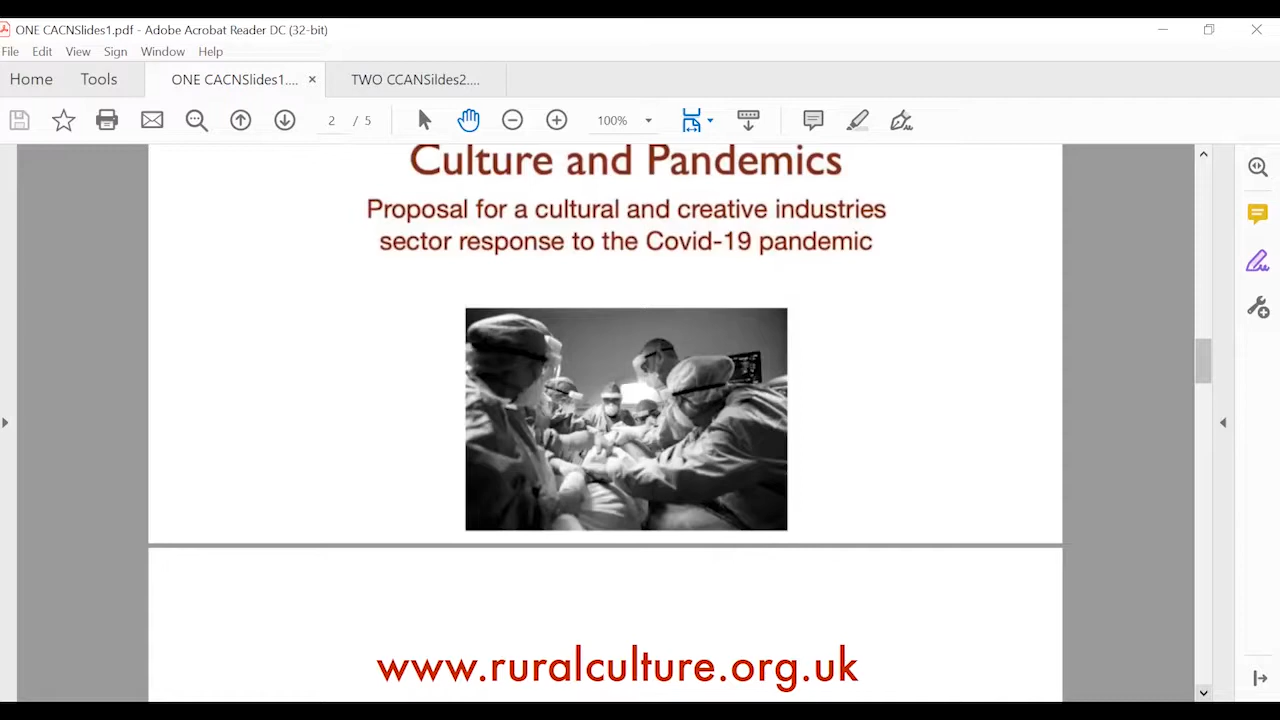 ONE CACNSlides1.pdf - Adobe Acrobat Reader DC (32-bit)
File Edit View Sign Window Help
Home Tools ONE CACNSlides1.... × TWO CCANSildes2....
2 / 5 100%
Culture and Pandemics
Proposal for a cultural and creative industries
sector response to the Covid-19 pandemic
www.ruralculture.org.uk